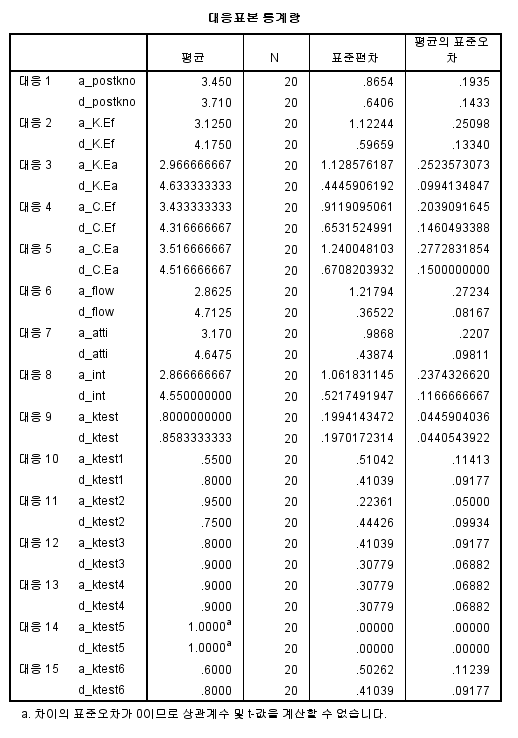 대응표본 통계량
평균 N 표준편차 평균의 표준오차
대응 1 a_postkno 3.450 20 .8654 .1935
d_postkno 3.710 20 .6406 .1433
대응 2 a_K.Ef 3.1250 20 1.12244 .25098
d_K.Ef 4.1750 20 .59659 .13340
대응 3 a_K.Ea 2.966666667 20 1.128576187 .2523573073
d_K.Ea 4.633333333 20 .4445906192 .0994134847
대응 4 a_C.Ef 3.433333333 20 .9119095061 .2039091645
d_C.Ef 4.316666667 20 .6531524991 .1460493388
대응 5 a_C.Ea 3.516666667 20 1.240048103 .2772831854
d_C.Ea 4.516666667 20 .6708203932 .1500000000
대응 6 a_flow 2.8625 20 1.21794 .27234
d_flow 4.7125 20 .36522 .08167
대응 7 a_atti 3.170 20 .9868 .2207
d_atti 4.6475 20 .43874 .09811
대응 8 a_int 2.866666667 20 1.061831145 .2374326620
d_int 4.550000000 20 .5217491947 .1166666667
대응 9 a_ktest .8000000000 20 .1994143472 .0445904036
d_ktest .8583333333 20 .1970172314 .0440543922
대응 10 a_ktest1 .5500 20 .51042 .11413
d_ktest1 .8000 20 .41039 .09177
대응 11 a_ktest2 .9500 20 .22361 .05000
d_ktest2 .7500 20 .44426 .09934
대응 12 a_ktest3 .8000 20 .41039 .09177
d_ktest3 .9000 20 .30779 .06882
대응 13 a_ktest4 .9000 20 .30779 .06882
d_ktest4 .9000 20 .30779 .06882
대응 14 a_ktest5 1.0000a 20 .00000 .00000
d_ktest5 1.0000a 20 .00000 .00000
대응 15 a_ktest6 .6000 20 .50262 .11239
d_ktest6 .8000 20 .41039 .09177
a. 차이의 표준오차가 0이므로 상관계수 및 t-값을 계산할 수 없습니다.